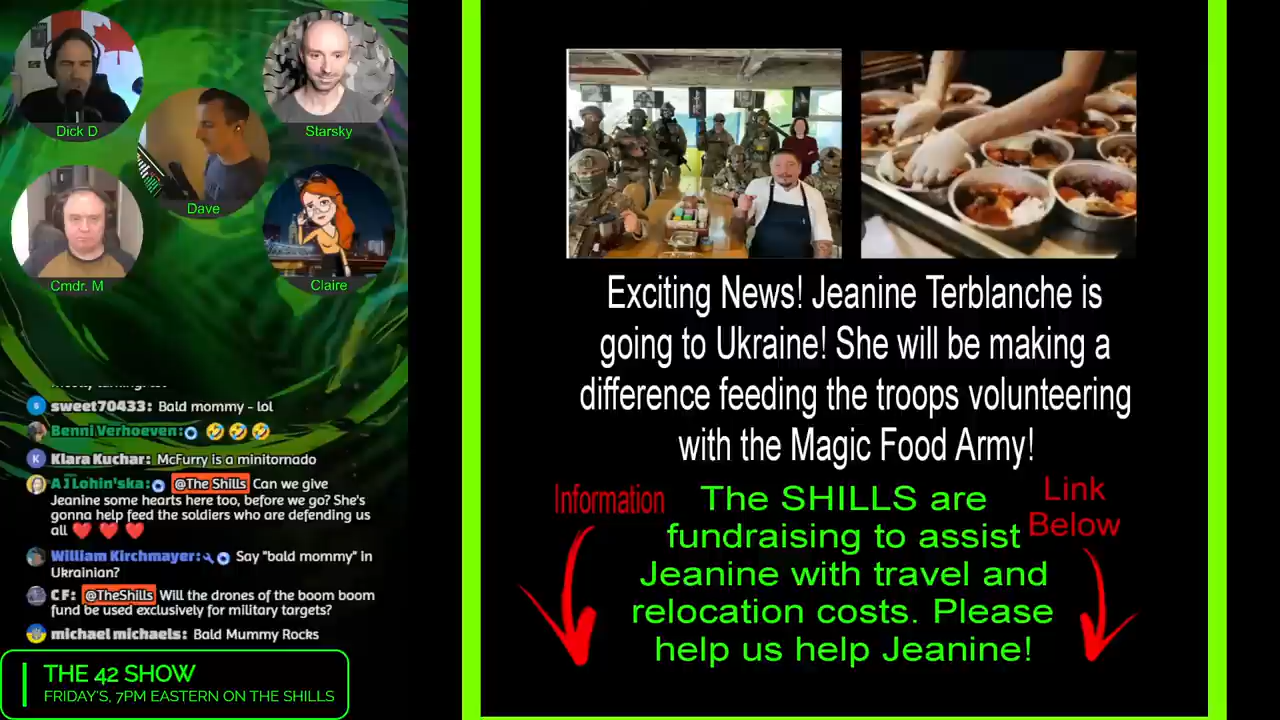 Dick D
Starsky
Dave
Cmdr. M
Claire
sweet70433: Bald mommy - lol
Benni Verhoeven:
Klara Kuchar: McFurry is a minitornado
AJLohin'ska: @The Shills Can we give
Jeanine some hearts here too, before we go? She's
gonna help feed the soldiers who are defending us
all
William Kirchmayer: Say "bald mommy" in
Ukrainian?
C F: @TheShills Will the drones of the boom boom
fund be used exclusively for military targets?
michael michaels: Bald Mummy Rocks
THE 42 SHOW
FRIDAY'S, 7PM EASTERN ON THE SHILLS
Exciting News! Jeanine Terblanche is
going to Ukraine! She will be making a
difference feeding the troops volunteering
with the Magic Food Army!
Information
Link
Below
The SHILLS are
fundraising to assist
Jeanine with travel and
relocation costs. Please
help us help Jeanine!